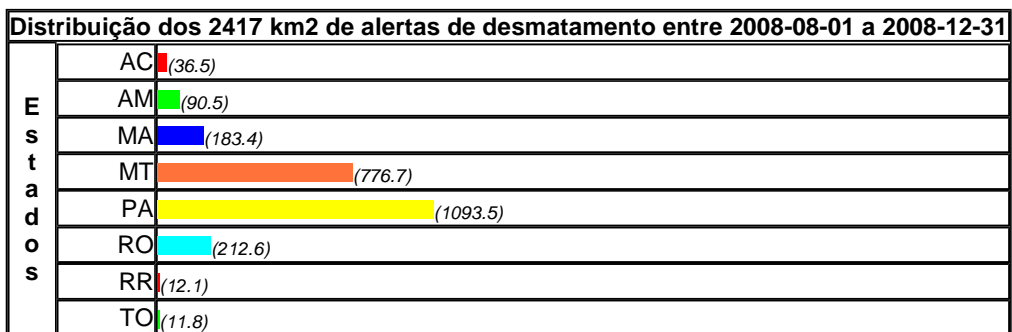 Distribuição dos 2417 km2 de alertas de desmatamento entre 2008-08-01 a 2008-12-31
Estados
AC (36.5)
AM (90.5)
MA (183.4)
MT (776.7)
PA (1093.5)
RO (212.6)
RR (12.1)
TO (11.8)